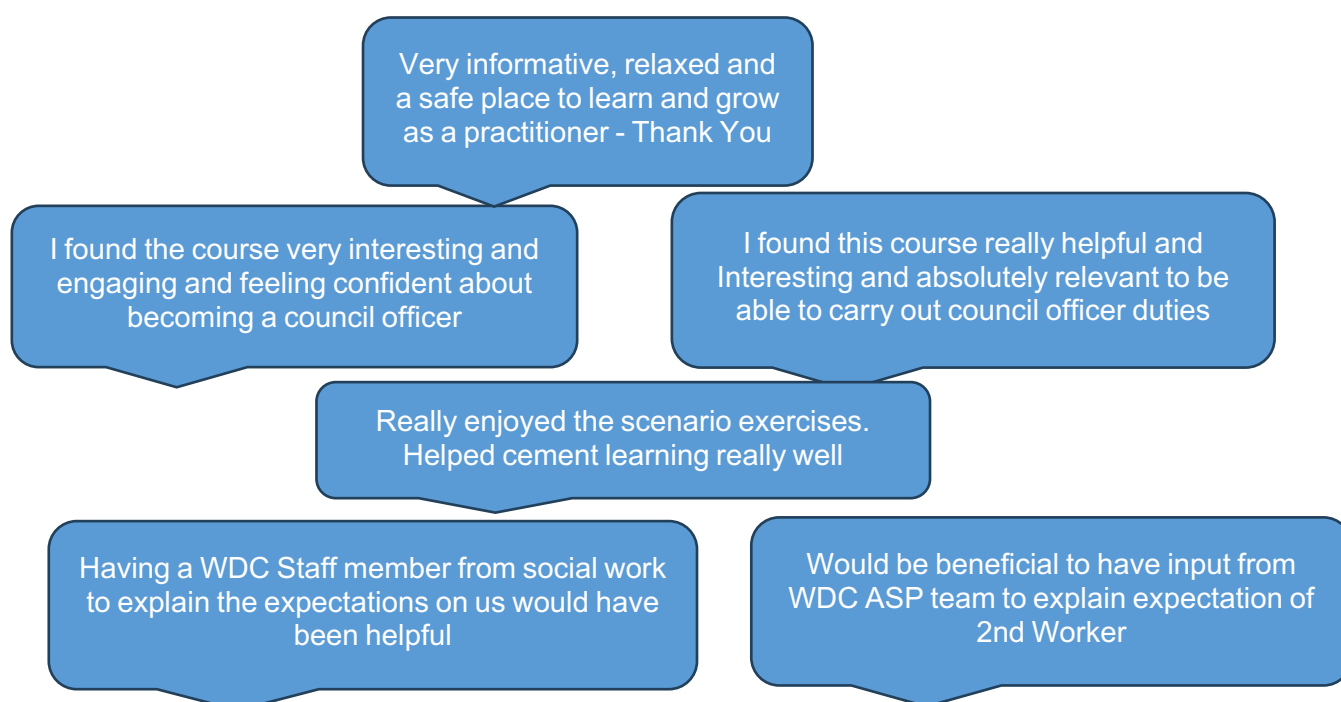 Very informative, relaxed and
a safe place to learn and grow
as a practitioner - Thank You
I found the course very interesting and
engaging and feeling confident about
becoming a council officer
I found this course really helpful and
Interesting and absolutely relevant to be
able to carry out council officer duties
Really enjoyed the scenario exercises.
Helped cement learning really well
Having a WDC Staff member from social work
to explain the expectations on us would have
been helpful
Would be beneficial to have input from
WDC ASP team to explain expectation of
2nd Worker